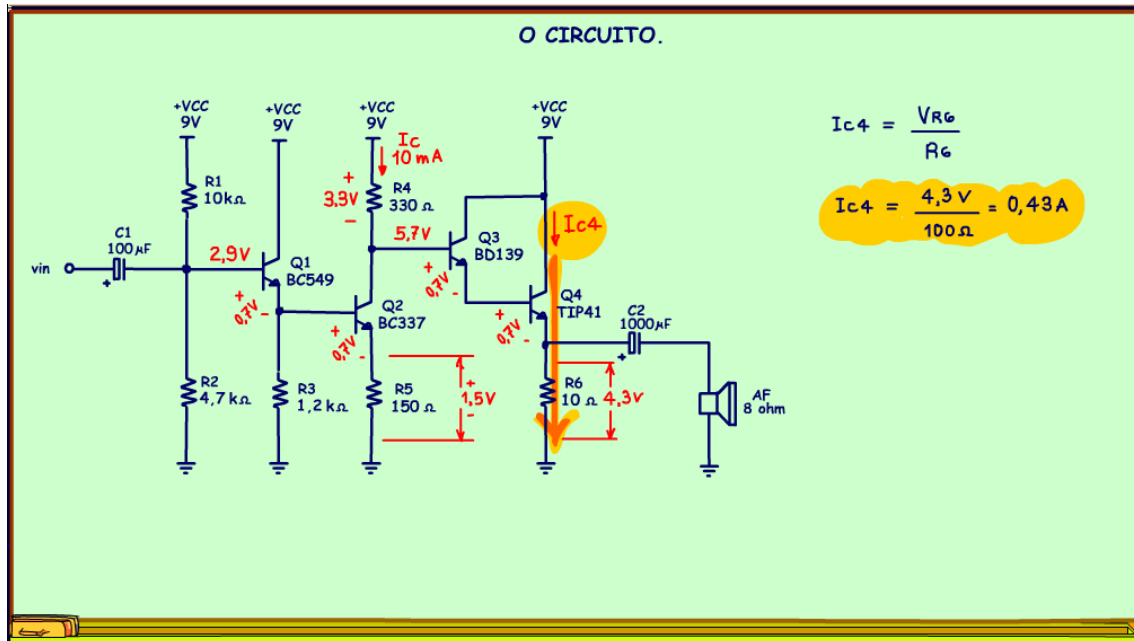 O CIRCUITO.
+VCC
9V
+VCC
9V
+VCC
9V
+VCC
9V
Ic
10 mA
Ic4 = VR6
R6
Ic4 = 4,3 V = 0,43 A
100 Ω
R1
10kΩ
+
3.3V
-
R4
330 Ω
C1
100µF
vin
+
2,9V
Q1
BC549
5,7V
Q3
BD139
Ic4
+
0,7V
-
Q2
BC337
+
0,7V
-
Q4
TIP41
C2
1000µF
+
+
0,7V
-
+
0,7V
-
R2
4,7 kΩ
R3
1,2 kΩ
R5
150 Ω
+
1,5V
-
R6
10 Ω
4,3V
AF
8 ohm